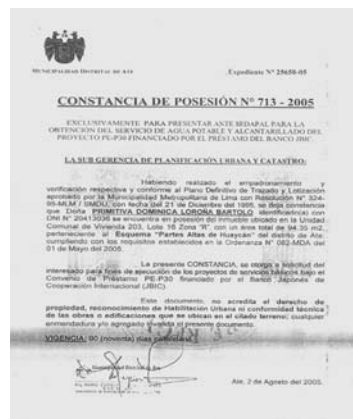 MUNICIPALIDAD DISTRITAL DE ATE
Expediente N° 25658-05
CONSTANCIA DE POSESIÓN N° 713 - 2005
EXCLUSIVAMENTE PARA PRESENTAR ANTE SEDAPAL PARA LA
OBTENCIÓN DEL SERVICIO DE AGUA POTABLE Y ALCANTARILLADO DEL
PROYECTO PE-P30 FINANCIADO POR EL PRESTAMO DEL BANCO JBIC.
LA SUB GERENCIA DE PLANIFICACIÓN URBANA Y CATASTRO:
Habiendo realizado el empadronamiento y
verificación respectiva y conforme al Plano Definitivo de Trazado y Lotización
aprobado por la Municipalidad Metropolitana de Lima con Resolución N° 324-
95-MLM / SMDU, con fecha del 21 de Diciembre del 1995, se deja constancia
que Doña PRIMITIVA DOMINICA LOROÑA BARTOLO identificado(a) con
DNI N° 20413036 se encuentra en posesión del inmueble ubicado en la Unidad
Comunal de Vivienda 203, Lote 16 Zona "R", con un área total de 94.35 m2,
perteneciente al Esquema "Partes Altas de Huaycán" del distrito de Ate,
cumpliendo con los requisitos establecidos en la Ordenanza N° 082-MDA del
01 de Mayo del 2005.
La presente CONSTANCIA, se otorga a solicitud del
interesado para fines de ejecución de los proyectos de servicios básicos bajo el
Convenio de Préstamo PE-P30 financiado por el Banco Japonés de
Cooperación Internacional (JBIC).
Este documento, no acredita el derecho de
propiedad, reconocimiento de Habilitación Urbana ni conformidad técnica
de las obras o edificaciones que se ubican en el citado terreno; cualquier
enmendadura y/o agregado invalida el presente documento.
VIGENCIA: 90 (noventa) días
Ate, 2 de Agosto del 2005.